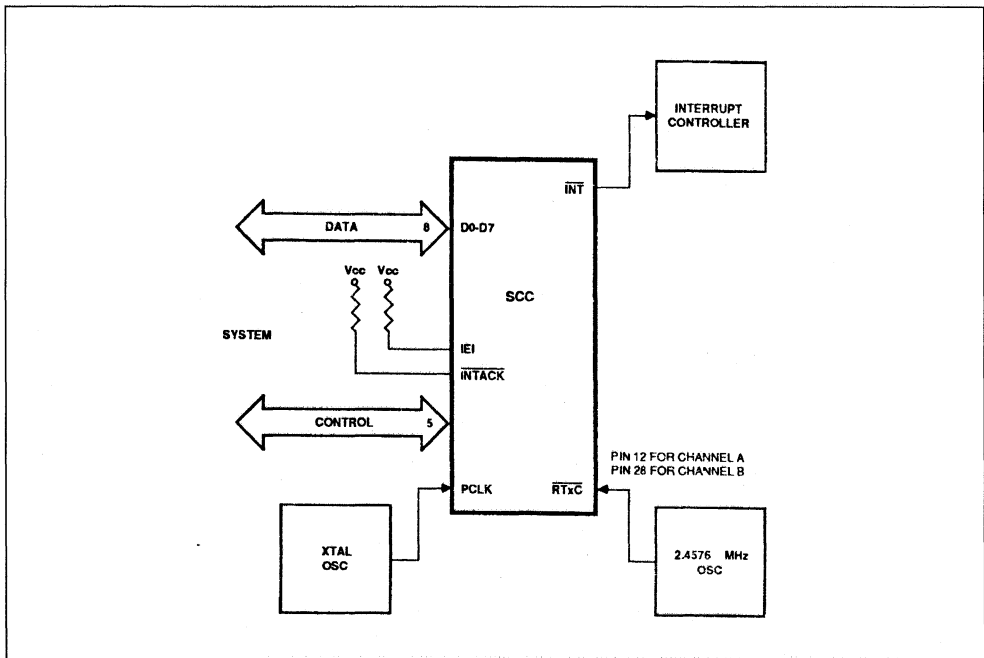 INTERRUPT
CONTROLLER
INT
DATA 8
D0-D7
Vcc Vcc
SCC
SYSTEM
IEI
INTACK
CONTROL 5
PIN 12 FOR CHANNEL A
PIN 28 FOR CHANNEL B
PCLK
RTxC
XTAL
OSC
2.4576 MHz
OSC